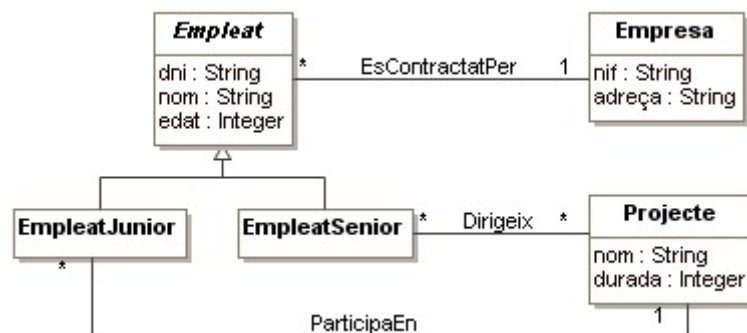 Empleat
dni : String
nom : String
edat : Integer
* EsContractatPer 1
Empresa
nif : String
adreça : String
EmpleatJunior
*
EmpleatSenior
* Dirigeix *
Projecte
nom : String
durada : Integer
1
ParticipaEn